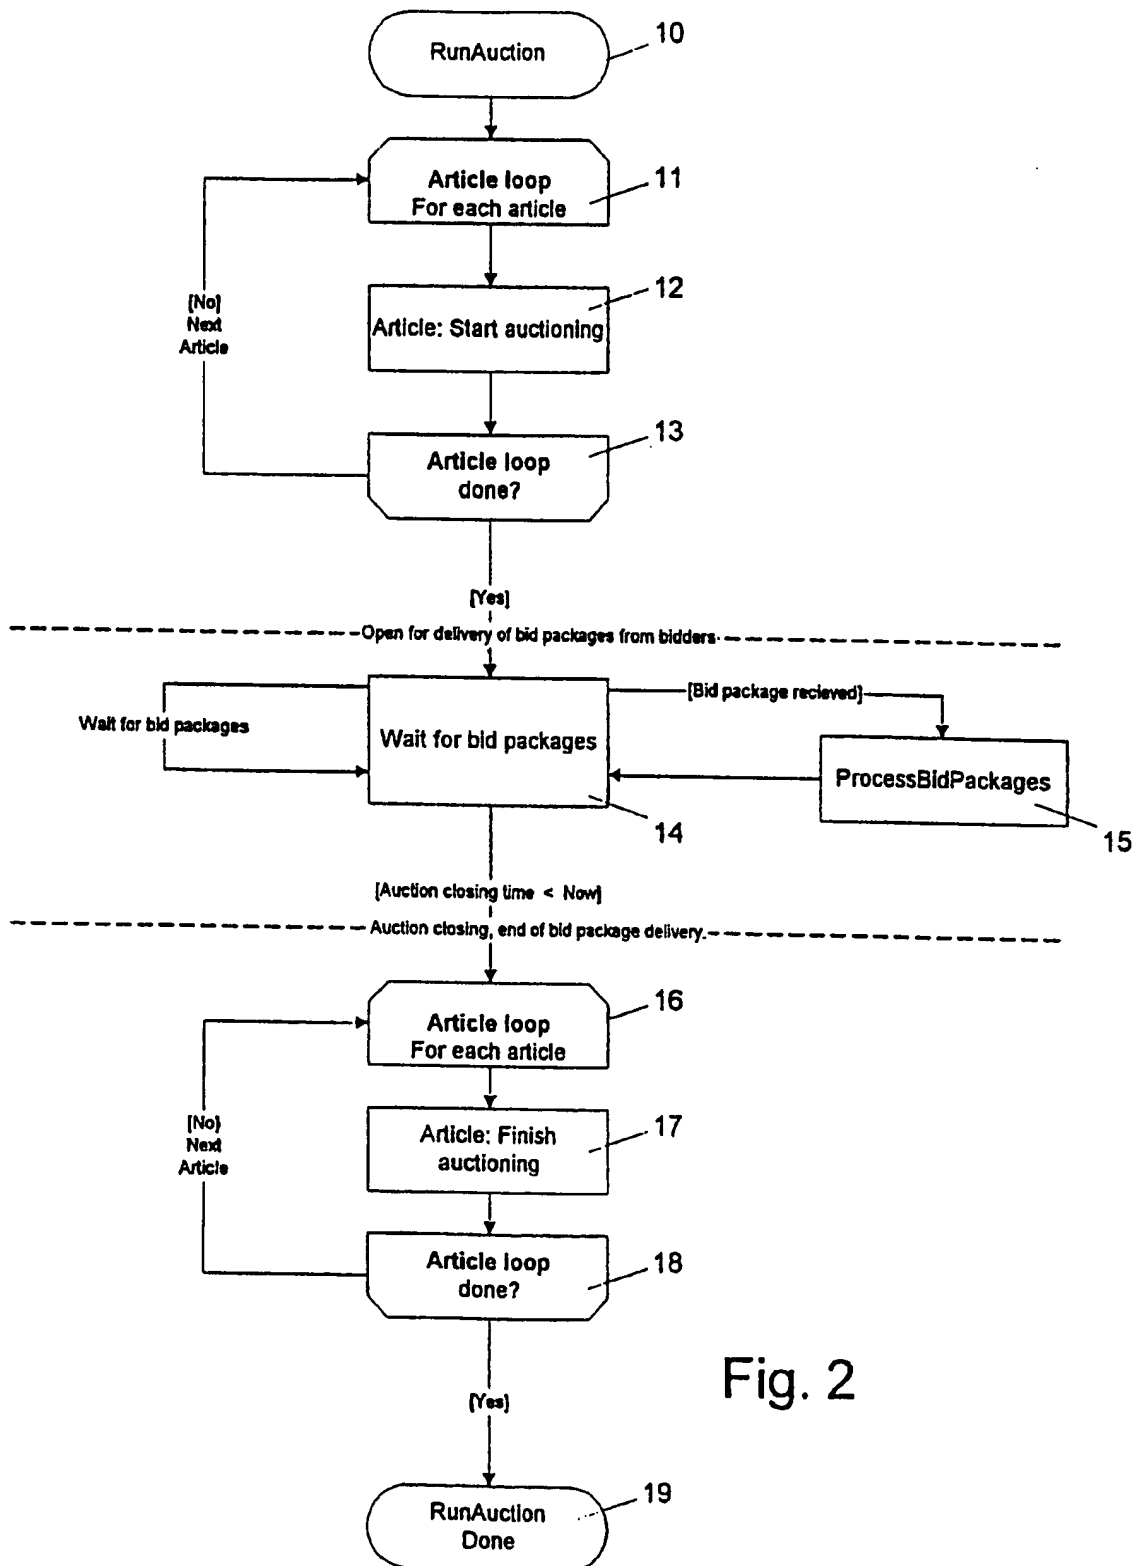 RunAuction
10
Article loop
For each article
11
Article: Start auctioning
12
[No]
Next
Article
Article loop
done?
13
[Yes]
Open for delivery of bid packages from bidders
Wait for bid packages
Wait for bid packages
14
[Bid package recieved]
ProcessBidPackages
15
[Auction closing time < Now]
Auction closing, end of bid package delivery.
Article loop
For each article
16
Article: Finish
auctioning
17
[No]
Next
Article
Article loop
done?
18
[Yes]
Fig. 2
RunAuction
Done
19